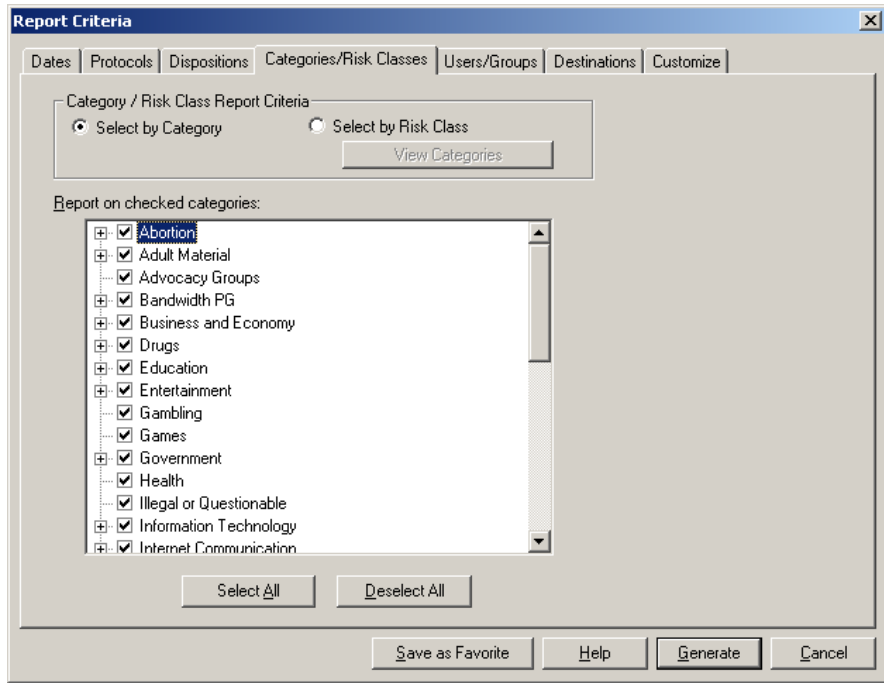 Report Criteria
Dates Protocols Dispositions Categories/Risk Classes Users/Groups Destinations Customize
Category / Risk Class Report Criteria
Select by Category Select by Risk Class
View Categories
Report on checked categories:
Abortion
Adult Material
Advocacy Groups
Bandwidth PG
Business and Economy
Drugs
Education
Entertainment
Gambling
Games
Government
Health
Illegal or Questionable
Information Technology
Internet Communication
Select All Deselect All
Save as Favorite Help Generate Cancel